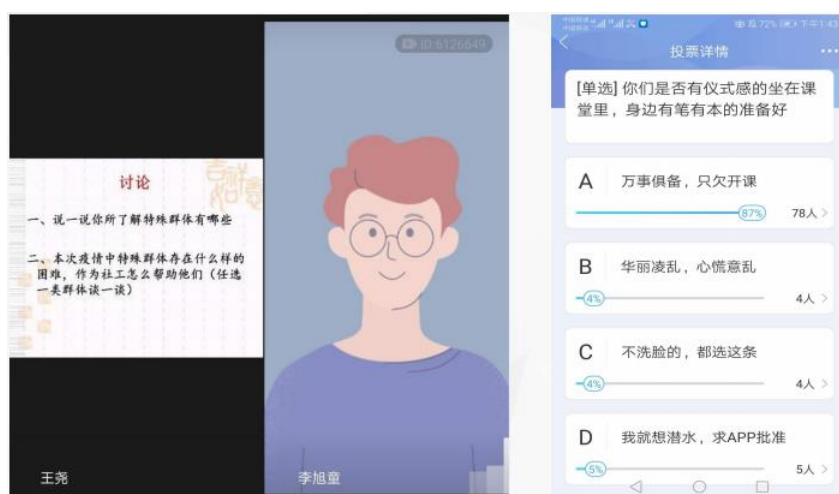 ID:6126649
讨论
一、说一说你所了解特殊群体有哪些
二、本次疫情中特殊群体存在什么样的
困难，作为社工怎么帮助他们（任选
一类群体谈一谈）
王尧
李旭童
72%
下午1:43
投票详情
[单选] 你们是否有仪式感的坐在课
堂里，身边有笔有本的准备好
A 万事俱备，只欠开课
87% 78人
B 华丽凌乱，心慌意乱
4% 4人
C 不洗脸的，都选这条
4% 4人
D 我就想潜水，求APP批准
5% 5人